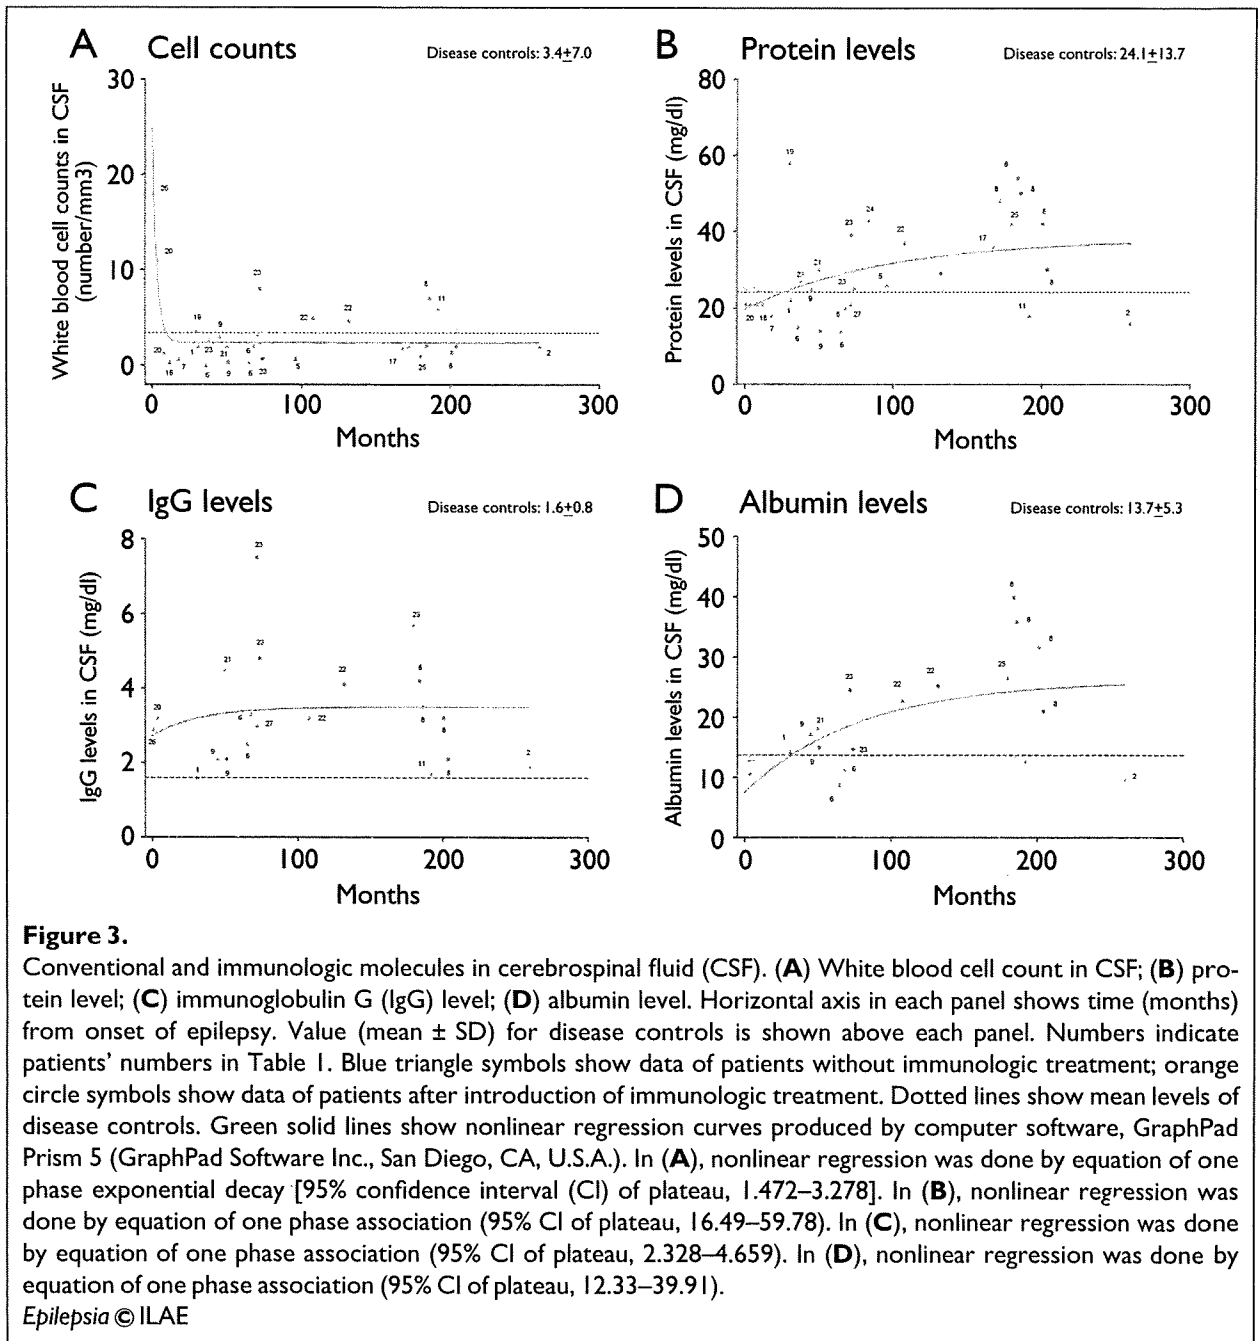 A Cell counts
Disease controls: 3.4±7.0
White blood cell counts in CSF
(number/mm3)
30
20
10
0
0 100 200 300
Months
B Protein levels
Disease controls: 24.1±13.7
Protein levels in CSF (mg/dl)
80
60
40
20
0
0 100 200 300
Months
C IgG levels
Disease controls: 1.6±0.8
IgG levels in CSF (mg/dl)
8
6
4
2
0
0 100 200 300
Months
D Albumin levels
Disease controls: 13.7±5.3
Albumin levels in CSF (mg/dl)
50
40
30
20
10
0
0 100 200 300
Months
Figure 3.
Conventional and immunologic molecules in cerebrospinal fluid (CSF). (A) White blood cell count in CSF; (B) pro-
tein level; (C) immunoglobulin G (IgG) level; (D) albumin level. Horizontal axis in each panel shows time (months)
from onset of epilepsy. Value (mean ± SD) for disease controls is shown above each panel. Numbers indicate
patients' numbers in Table 1. Blue triangle symbols show data of patients without immunologic treatment; orange
circle symbols show data of patients after introduction of immunologic treatment. Dotted lines show mean levels of
disease controls. Green solid lines show nonlinear regression curves produced by computer software, GraphPad
Prism 5 (GraphPad Software Inc., San Diego, CA, U.S.A.). In (A), nonlinear regression was done by equation of one
phase exponential decay [95% confidence interval (CI) of plateau, 1.472–3.278]. In (B), nonlinear regression was
done by equation of one phase association (95% CI of plateau, 16.49–59.78). In (C), nonlinear regression was done
by equation of one phase association (95% CI of plateau, 2.328–4.659). In (D), nonlinear regression was done by
equation of one phase association (95% CI of plateau, 12.33–39.91).
Epilepsia © ILAE